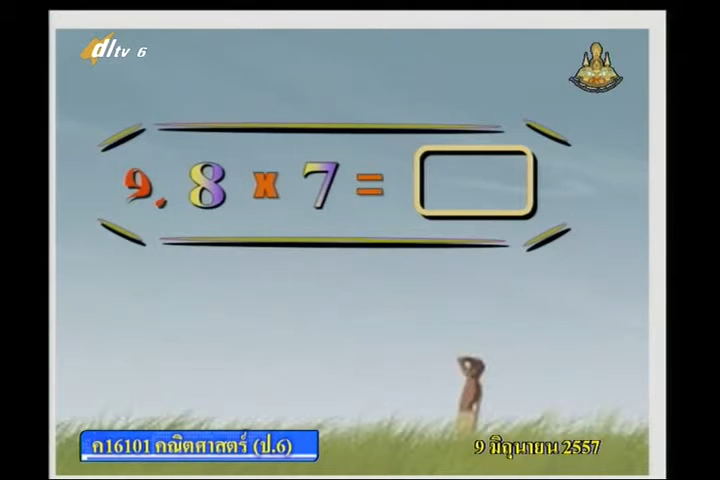 dltv 6
๑. 8 x 7 =
ค16101 คณิตศาสตร์ (ป.6)
9 มิถุนายน 2557